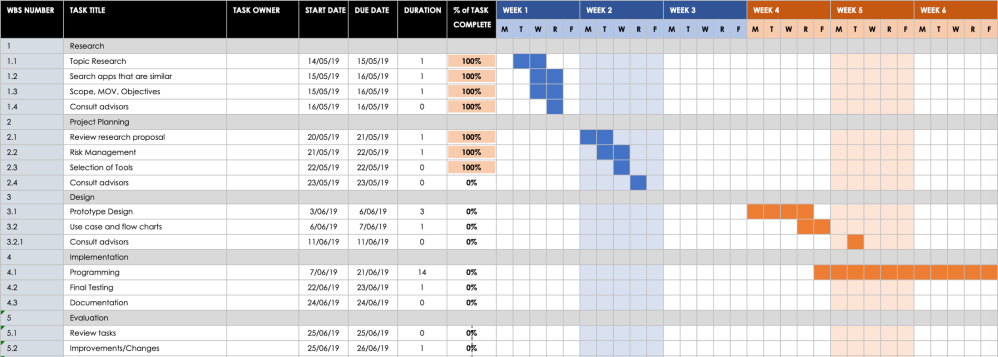 WBS NUMBER TASK TITLE TASK OWNER START DATE DUE DATE DURATION % of TASK COMPLETE WEEK 1 WEEK 2 WEEK 3 WEEK 4 WEEK 5 WEEK 6
M T W R F M T W R F M T W R F M T W R F M T W R F M T W R F
1 Research
1.1 Topic Research 14/05/19 15/05/19 1 100%
1.2 Search apps that are similar 15/05/19 16/05/19 1 100%
1.3 Scope, MOV, Objectives 15/05/19 16/05/19 1 100%
1.4 Consult advisors 16/05/19 16/05/19 0 100%
2 Project Planning
2.1 Review research proposal 20/05/19 21/05/19 1 100%
2.2 Risk Management 21/05/19 22/05/19 1 100%
2.3 Selection of Tools 22/05/19 22/05/19 0 100%
2.4 Consult advisors 23/05/19 23/05/19 0 0%
3 Design
3.1 Prototype Design 3/06/19 6/06/19 3 0%
3.2 Use case and flow charts 6/06/19 7/06/19 1 0%
3.2.1 Consult advisors 11/06/19 11/06/19 0 0%
4 Implementation
4.1 Programming 7/06/19 21/06/19 14 0%
4.2 Final Testing 22/06/19 23/06/19 1 0%
4.3 Documentation 24/06/19 24/06/19 0 0%
5 Evaluation
5.1 Review tasks 25/06/19 25/06/19 0 0%
5.2 Improvements/Changes 25/06/19 26/06/19 1 0%